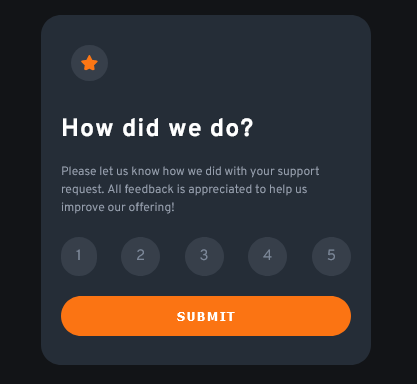 How did we do?
Please let us know how we did with your support
request. All feedback is appreciated to help us
improve our offering!
1 2 3 4 5
SUBMIT